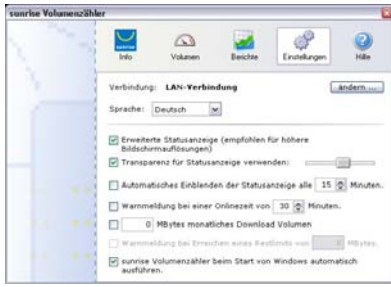 sunrise Volumenzähler
sunrise
Info
Volumen
Berichte
Einstellungen
Hilfe
Verbindung: LAN-Verbindung
ändern ...
Sprache: Deutsch
Erweiterte Statusanzeige (empfohlen für höhere
Bildschirmauflösungen)
Transparenz für Statusanzeige verwenden:
Automatisches Einblenden der Statusanzeige alle 15 Minuten.
Warnmeldung bei einer Onlinezeit von 30 Minuten.
0 MBytes monatliches Download Volumen
Warnmeldung bei Erreichen eines Restlimits von 0 MBytes.
sunrise Volumenzähler beim Start von Windows automatisch
ausführen.